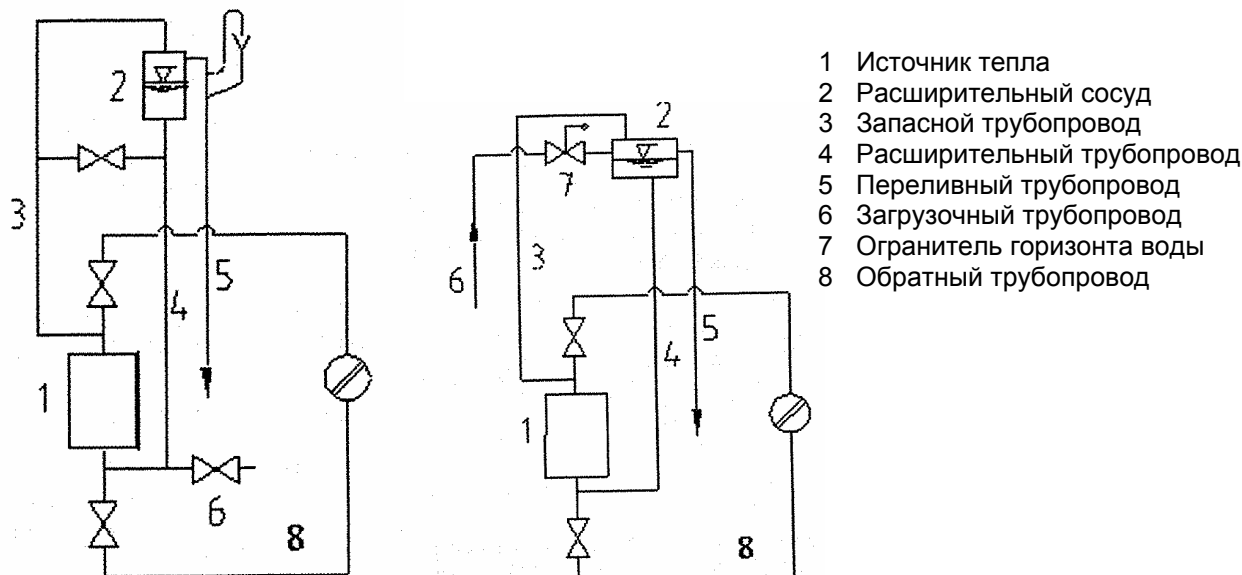 2
3
4
5
1
6
8
2
7
3
6
5
4
1
8
1 Источник тепла
2 Расширительный сосуд
3 Запасной трубопровод
4 Расширительный трубопровод
5 Переливный трубопровод
6 Загрузочный трубопровод
7 Огранитель горизонта воды
8 Обратный трубопровод